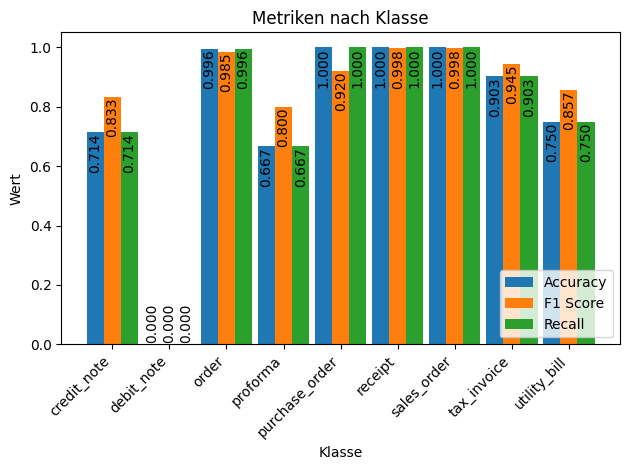 Metriken nach Klasse
Wert
1.0
0.8
0.6
0.4
0.2
0.0
0.714
0.833
0.714
0.000
0.000
0.000
0.996
0.985
0.996
0.667
0.800
0.667
1.000
0.920
1.000
1.000
0.998
1.000
1.000
0.998
1.000
0.903
0.945
0.903
0.750
0.857
0.750
Accuracy
F1 Score
Recall
credit_note
debit_note
order
proforma
purchase_order
receipt
sales_order
tax_invoice
utility_bill
Klasse